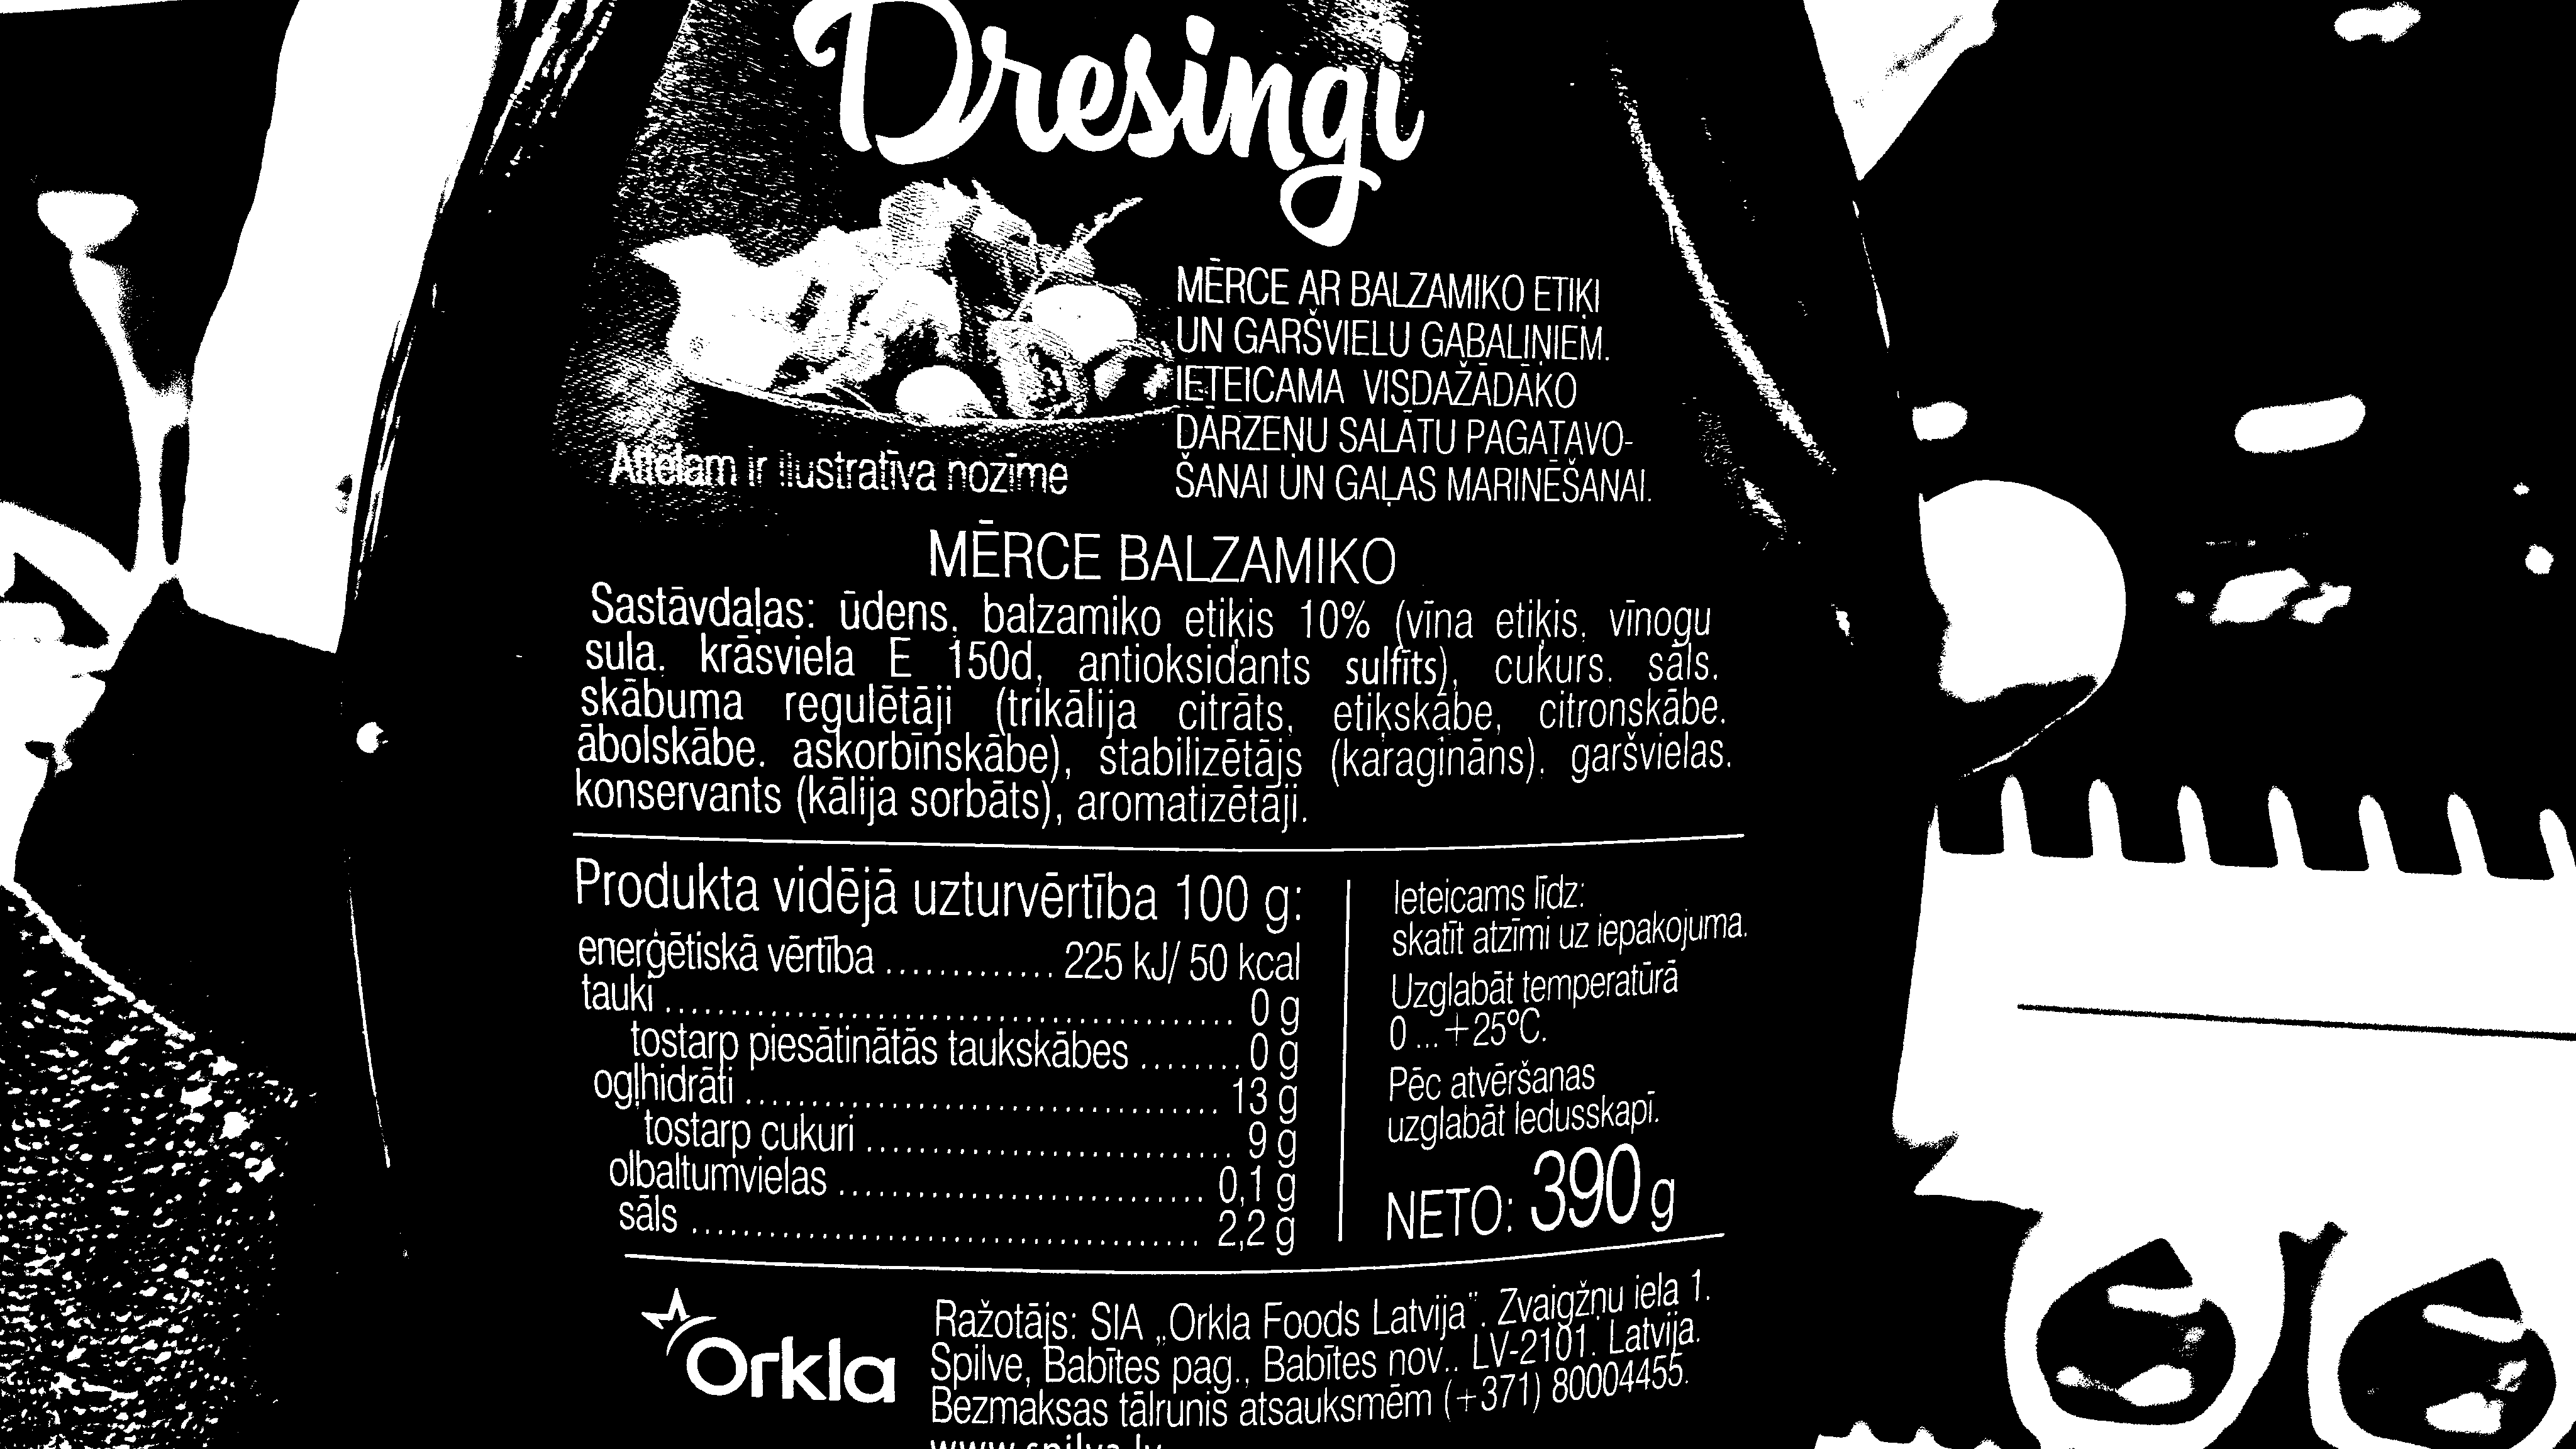 Dresingi
MĒRCE AR BALZAMIKO ETIĶI
UN GARŠVIELU GABALIŅIEM.
IETEICAMA VISDAŽĀDĀKO
DĀRZEŅU SALĀTU PAGATAVO-
ŠANAI UN GAĻAS MARINĒŠANAI.
Attēlam ir ilustratīva nozīme
MĒRCE BALZAMIKO
Sastāvdaļas: ūdens, balzamiko etiķis 10% (vīna etiķis, vīnogu
sula, krāsviela E 150d, antioksidants sulfīts), cukurs, sāls,
skābuma regulētāji (trikālija citrāts, etiķskābe, citronskābe,
ābolskābe, askorbīnskābe), stabilizētājs (karagināns), garšvielas,
konservants (kālija sorbāts), aromatizētāji.
Produkta vidējā uzturvērtība 100 g:
enerģētiskā vērtība ............. 225 kJ/ 50 kcal
tauki ............................................ 0 g
tostarp piesātinātās taukskābes ........ 0 g
ogļhidrāti ..................................... 13 g
tostarp cukuri ............................. 9 g
olbaltumvielas ............................. 0,1 g
sāls ........................................ 2,2 g
Ieteicams līdz:
skatīt atzīmi uz iepakojuma.
Uzglabāt temperatūrā
0 ... +25ºC.
Pēc atvēršanas
uzglabāt ledusskapī.
NETO: 390 g
Orkla
Ražotājs: SIA „Orkla Foods Latvija”. Zvaigžņu iela 1.
Spilve, Babītes pag., Babītes nov., LV-2101. Latvija.
Bezmaksas tālrunis atsauksmēm (+371) 80004455.